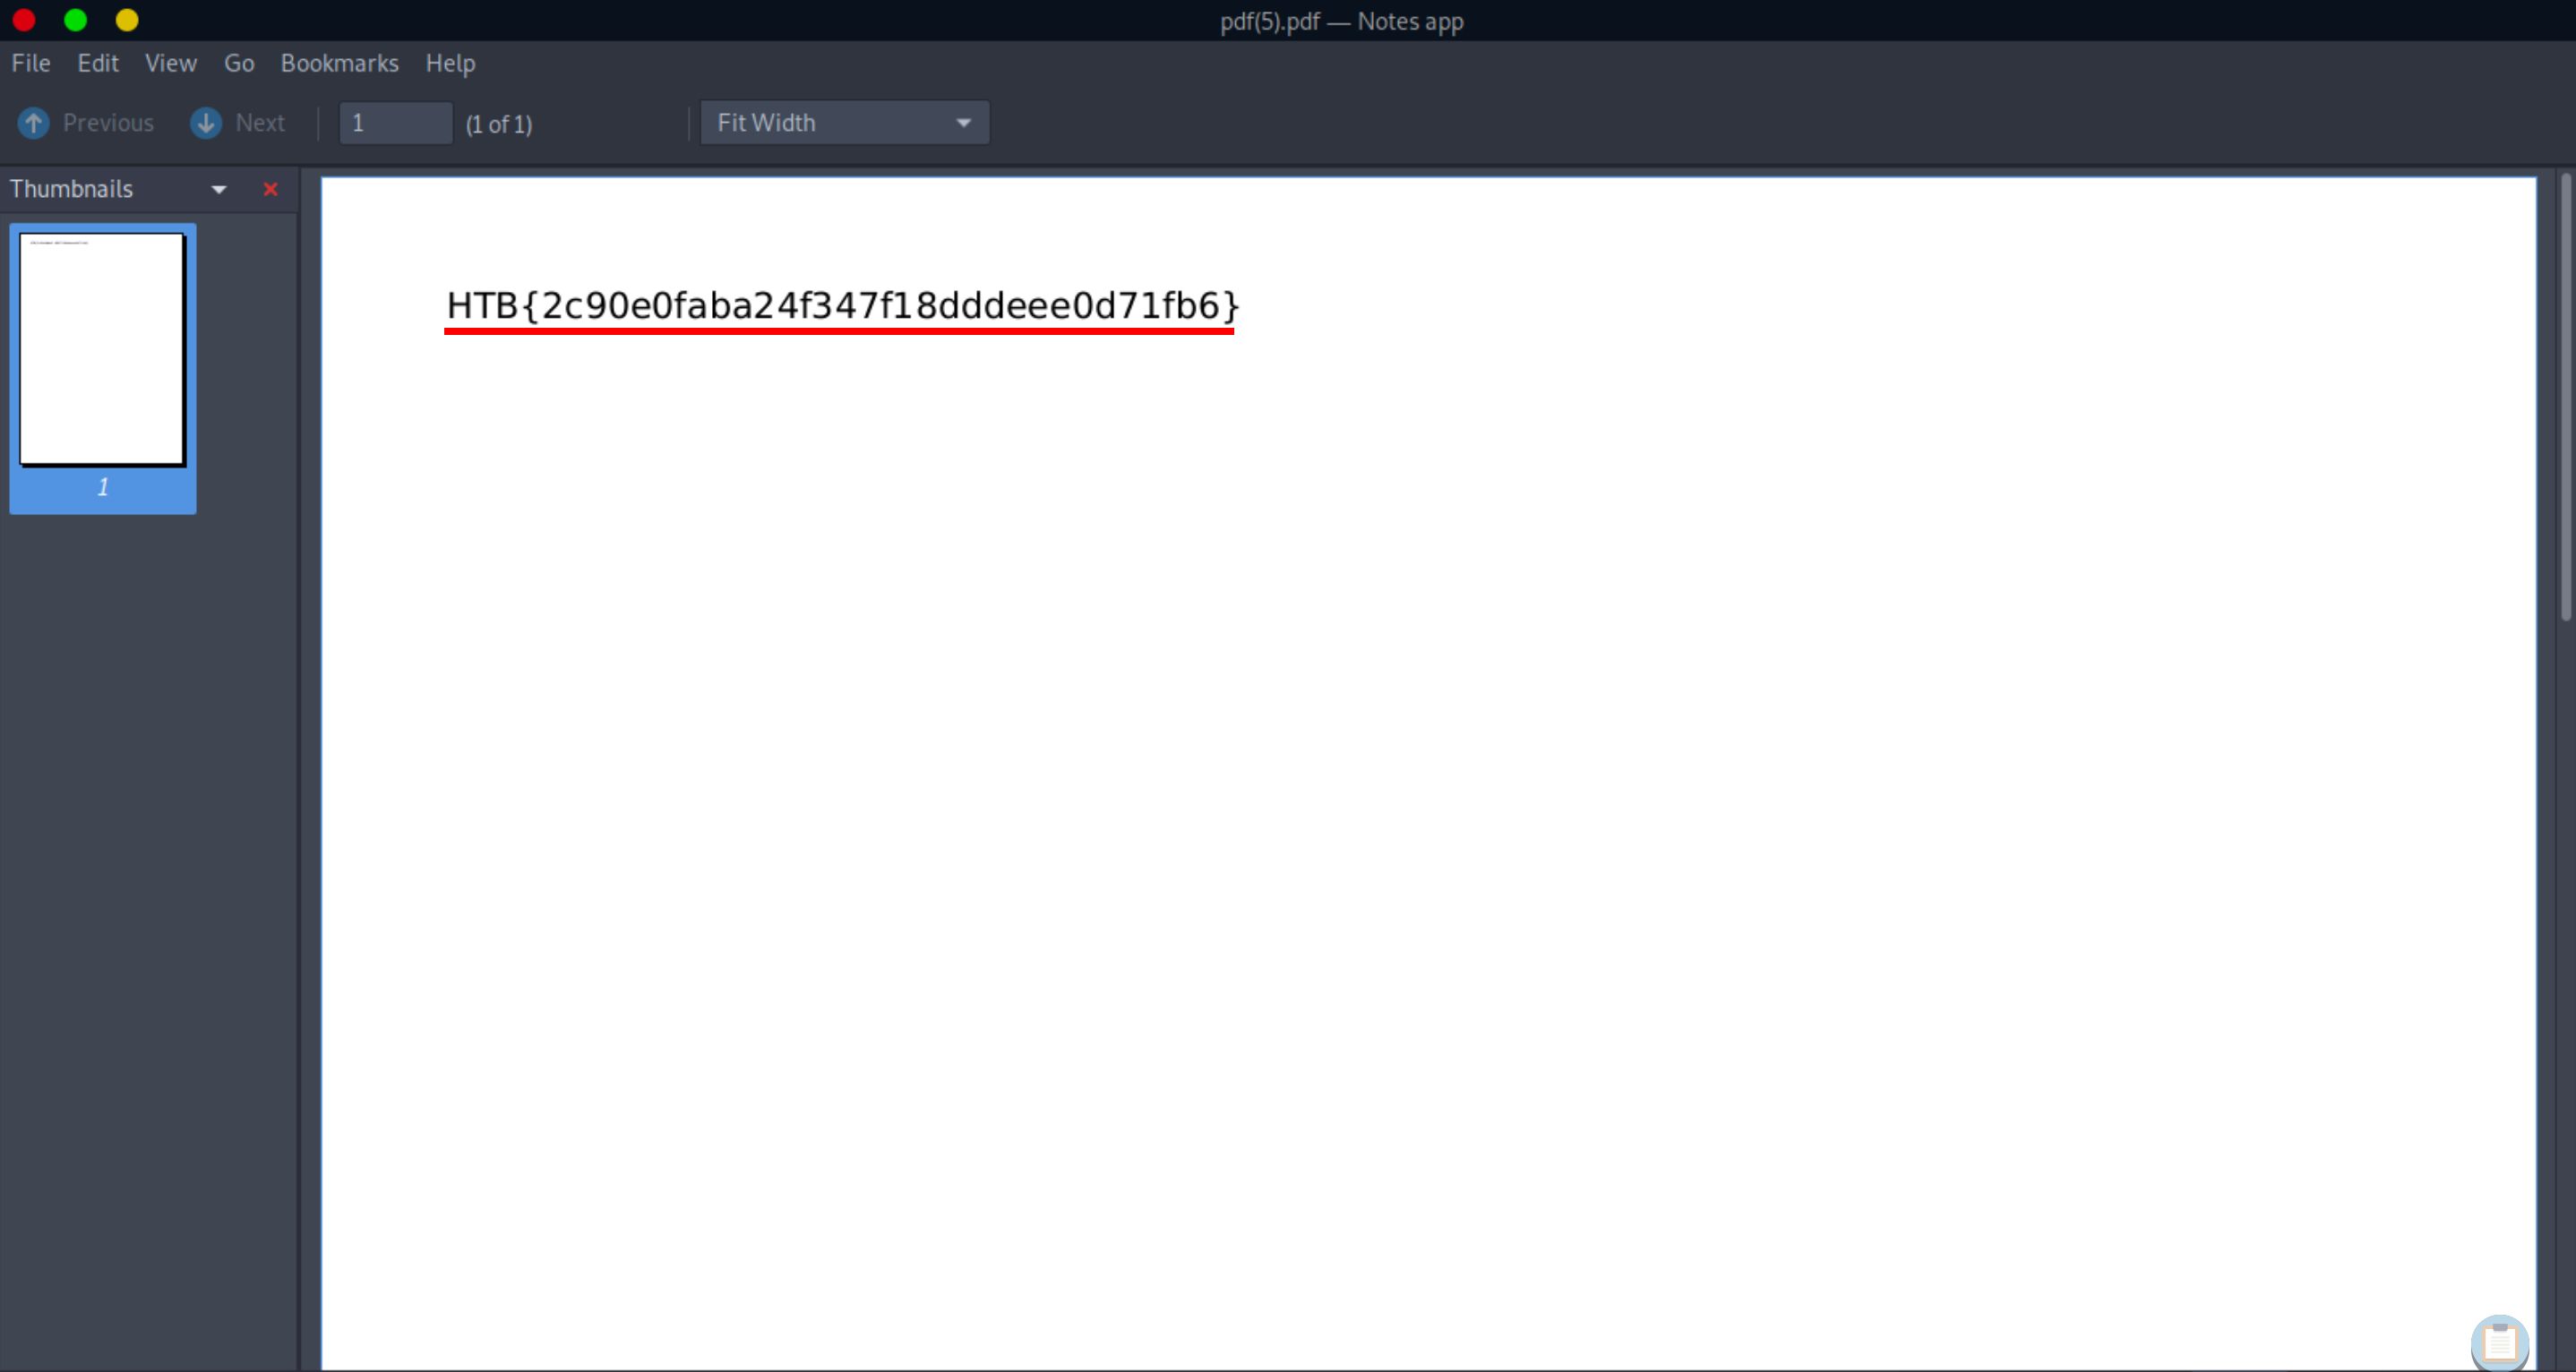 pdf(5).pdf — Notes app
File Edit View Go Bookmarks Help
Previous Next 1 (1 of 1) Fit Width
Thumbnails
HTB{2c90e0faba24f347f18dddeee0d71fb6}
1